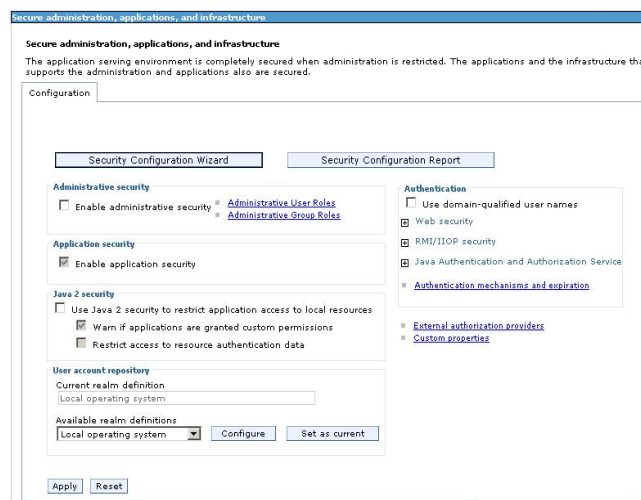 Secure administration, applications, and infrastructure
Secure administration, applications, and infrastructure
The application serving environment is completely secured when administration is restricted. The applications and the infrastructure tha
supports the administration and applications also are secured.
Configuration
Security Configuration Wizard
Security Configuration Report
Administrative security
Enable administrative security
Administrative User Roles
Administrative Group Roles
Application security
Enable application security
Java 2 security
Use Java 2 security to restrict application access to local resources
Warn if applications are granted custom permissions
Restrict access to resource authentication data
User account repository
Current realm definition
Local operating system
Available realm definitions
Local operating system
Configure
Set as current
Authentication
Use domain-qualified user names
Web security
RMI/IIOP security
Java Authentication and Authorization Service
Authentication mechanisms and expiration
External authorization providers
Custom properties
Apply
Reset